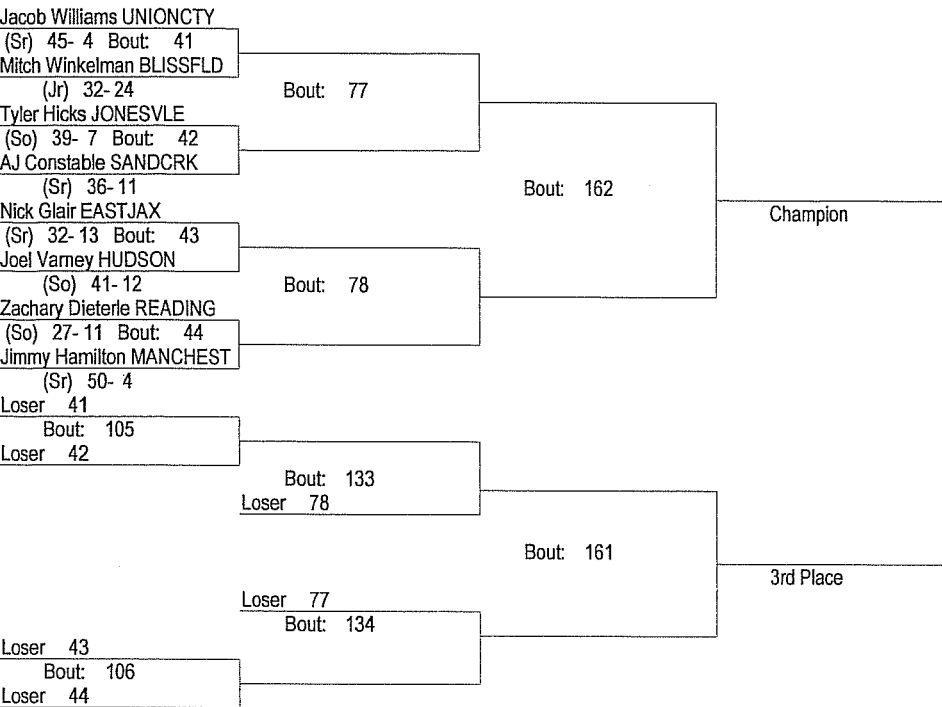 Jacob Williams UNIONCTY
(Sr) 45- 4 Bout: 41
Mitch Winkelman BLISSFLD
(Jr) 32-24
Bout: 77
Tyler Hicks JONESVLE
(So) 39- 7 Bout: 42
AJ Constable SANDCRK
(Sr) 36-11
Bout: 162
Nick Glair EASTJAX
Champion
(Sr) 32-13 Bout: 43
Joel Varney HUDSON
(So) 41-12
Bout: 78
Zachary Dieterle READING
(So) 27-11 Bout: 44
Jimmy Hamilton MANCHEST
(Sr) 50- 4
Loser 41
Bout: 105
Loser 42
Bout: 133
Loser 78
Bout: 161
3rd Place
Loser 77
Bout: 134
Loser 43
Bout: 106
Loser 44